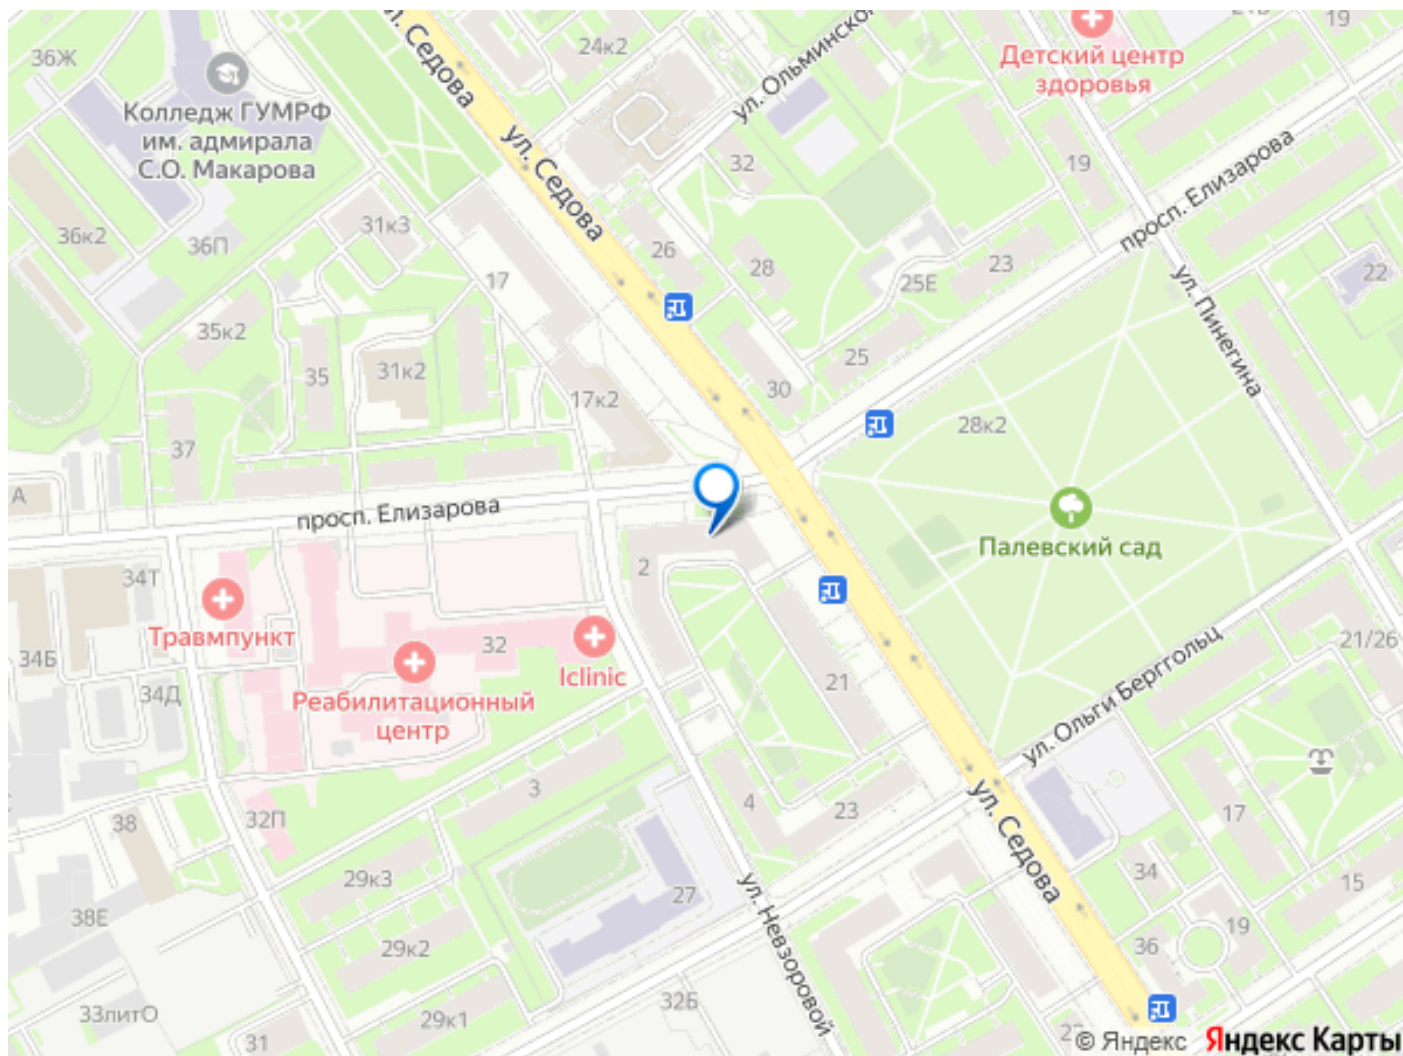 36Ж
Колледж ГУМРФ
им. адмирала
С.О. Макарова
24к2
ул. Ольминского
Детский центр
здоровья
19
ул. Седова
ул. Седова
32
19
просп. Елизарова
31к3
36к2
36П
26
28
25Е
23
22
ул. Пинегина
17
35к2
35
31к2
17к2
25
30
28к2
37
А
просп. Елизарова
Палевский сад
2
34Т
Травмпункт
32
Iclinic
34Б
34Д
Реабилитационный
центр
21
21/26
ул. Ольги Берггольц
3
4
23
32П
38
17
ул. Седова
34
15
29к3
27
ул. Невзоровой
38Е
29к2
19
36
32Б
33литО
29к1
31
© Яндекс
Яндекс Карты